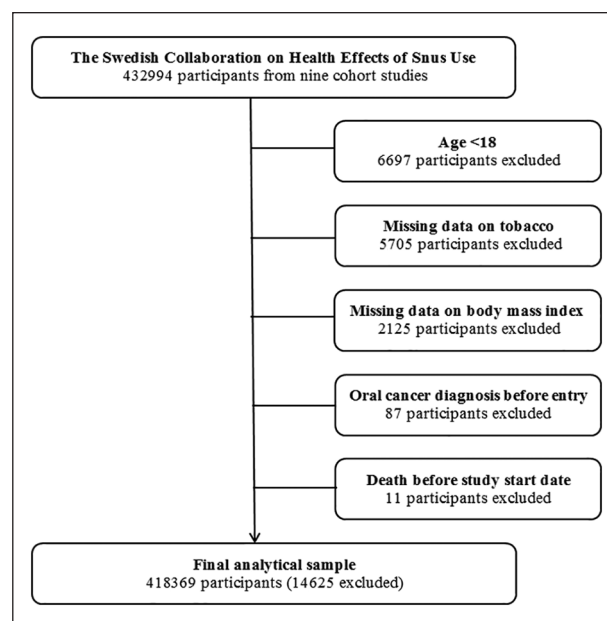 The Swedish Collaboration on Health Effects of Snus Use
432994 participants from nine cohort studies
Age <18
6697 participants excluded
Missing data on tobacco
5705 participants excluded
Missing data on body mass index
2125 participants excluded
Oral cancer diagnosis before entry
87 participants excluded
Death before study start date
11 participants excluded
Final analytical sample
418369 participants (14625 excluded)